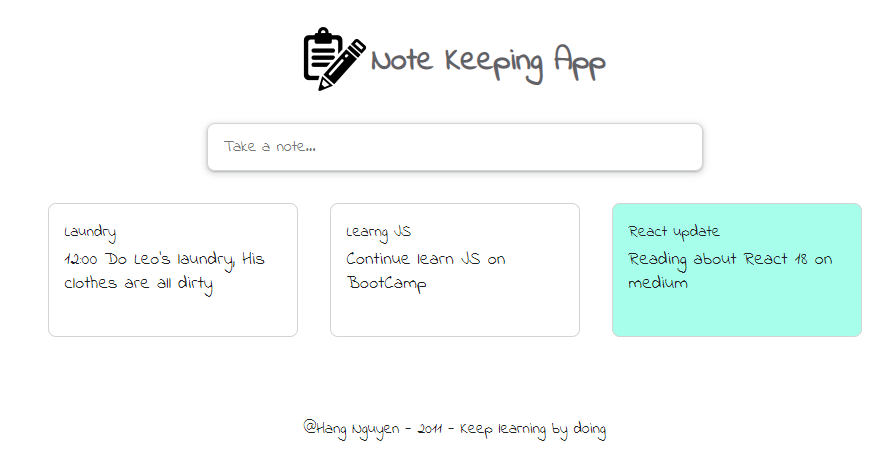 Note Keeping App
Take a note...
Laundry
12:00 Do Leo's laundry, His
clothes are all dirty
Learng JS
Continue learn JS on
BootCamp
React update
Reading about React 18 on
medium
@Hang Nguyen - 2011 - Keep learning by doing